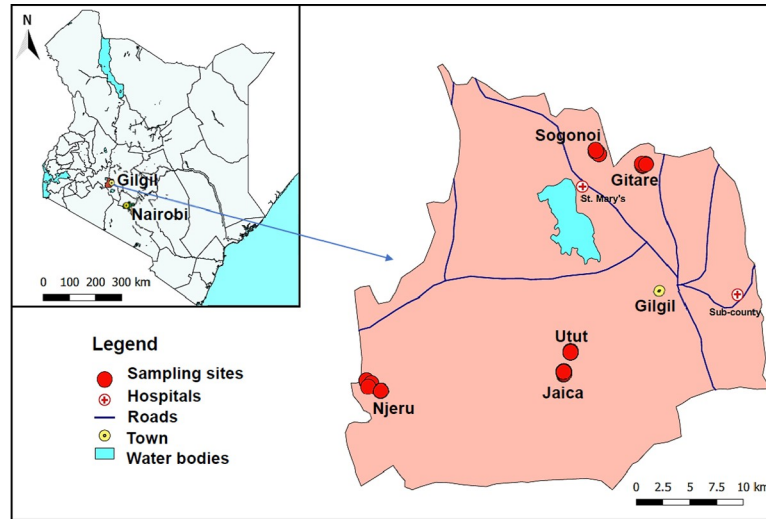 N
Gilgil
Nairobi
0 100 200 300 km
Legend
Sampling sites
Hospitals
Roads
Town
Water bodies
Sogonoi
Gitare
St. Mary's
Gilgil
Sub-county
Utut
Jaica
Njeru
0 2.5 5 7.5 10 km